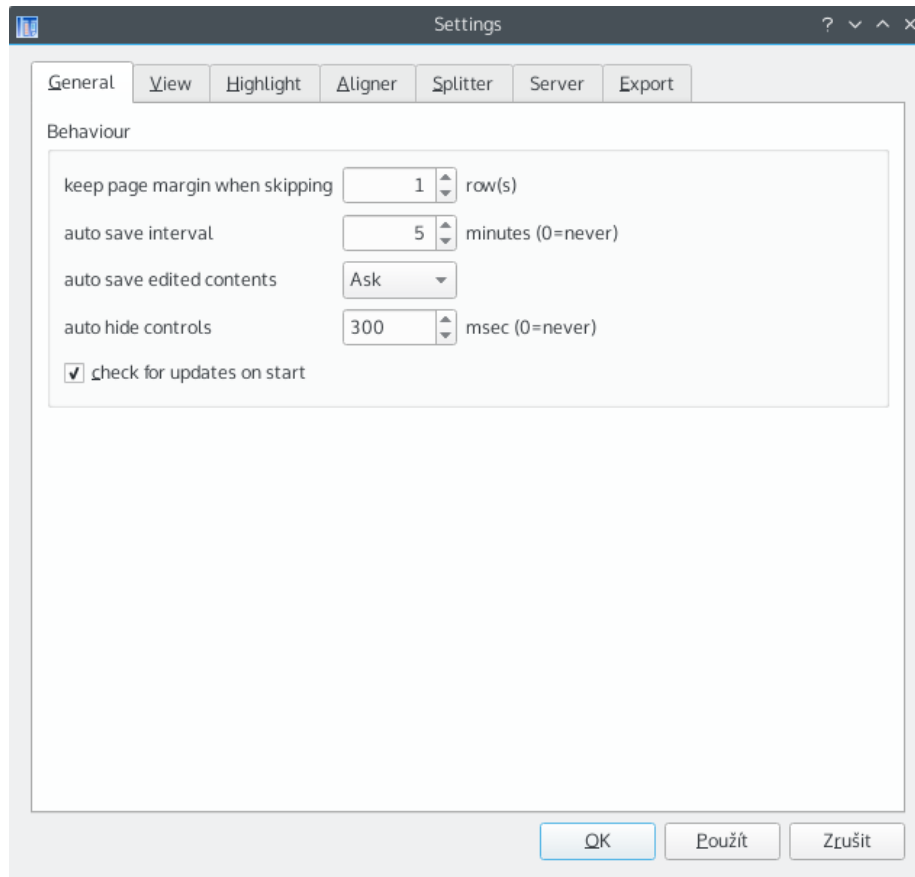 Settings
General View Highlight Aligner Splitter Server Export
Behaviour
keep page margin when skipping 1 row(s)
auto save interval 5 minutes (0=never)
auto save edited contents Ask
auto hide controls 300 msec (0=never)
check for updates on start
OK Použít Zrušit